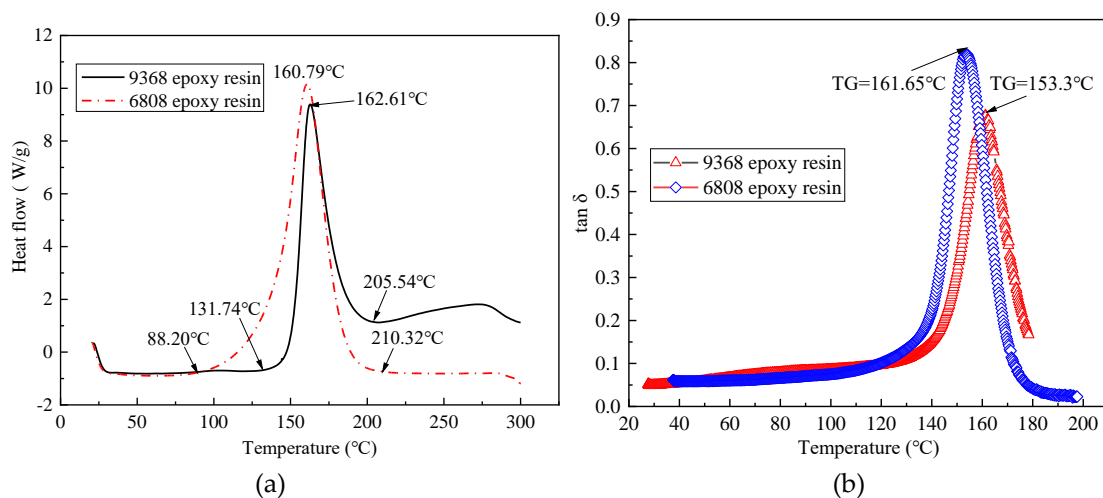 12
10
8
6
4
2
0
-2
Heat flow ( W/g)
9368 epoxy resin
6808 epoxy resin
160.79℃
162.61℃
205.54℃
131.74℃
88.20℃
210.32℃
0 50 100 150 200 250 300
Temperature (℃)
(a)
0.9
0.8
0.7
0.6
0.5
0.4
0.3
0.2
0.1
0.0
tan δ
TG=161.65℃
TG=153.3℃
9368 epoxy resin
6808 epoxy resin
20 40 60 80 100 120 140 160 180 200
Temperature (℃)
(b)